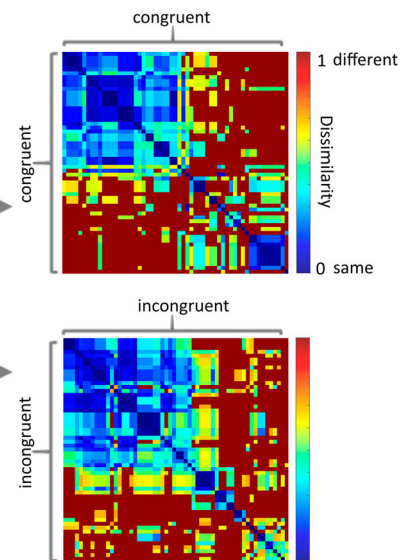 congruent
congruent
1 different
Dissimilarity
0 same
incongruent
incongruent